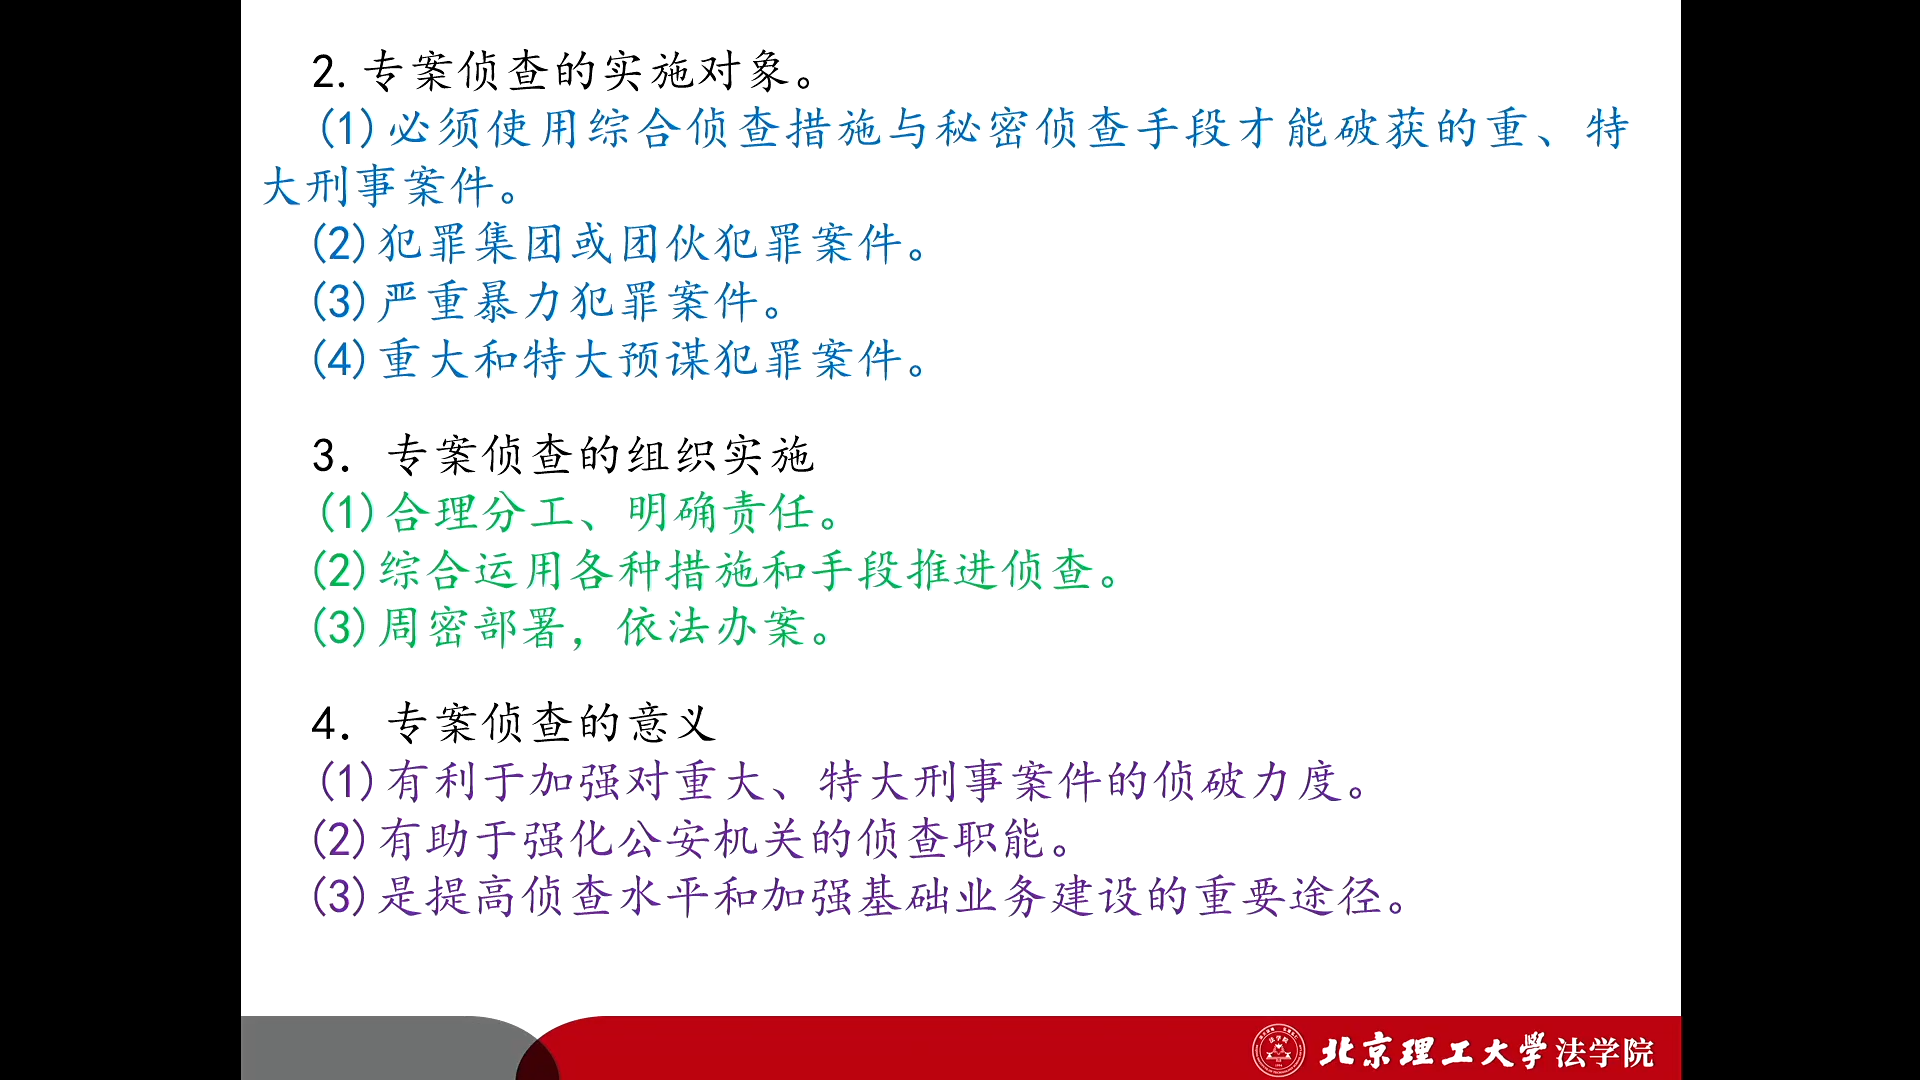 2.专案侦查的实施对象。
(1)必须使用综合侦查措施与秘密侦查手段才能破获的重、特
大刑事案件。
(2)犯罪集团或团伙犯罪案件。
(3)严重暴力犯罪案件。
(4)重大和特大预谋犯罪案件。
3. 专案侦查的组织实施
(1)合理分工、明确责任。
(2)综合运用各种措施和手段推进侦查。
(3)周密部署，依法办案。
4. 专案侦查的意义
(1)有利于加强对重大、特大刑事案件的侦破力度。
(2)有助于强化公安机关的侦查职能。
(3)是提高侦查水平和加强基础业务建设的重要途径。
北京理工大学法学院